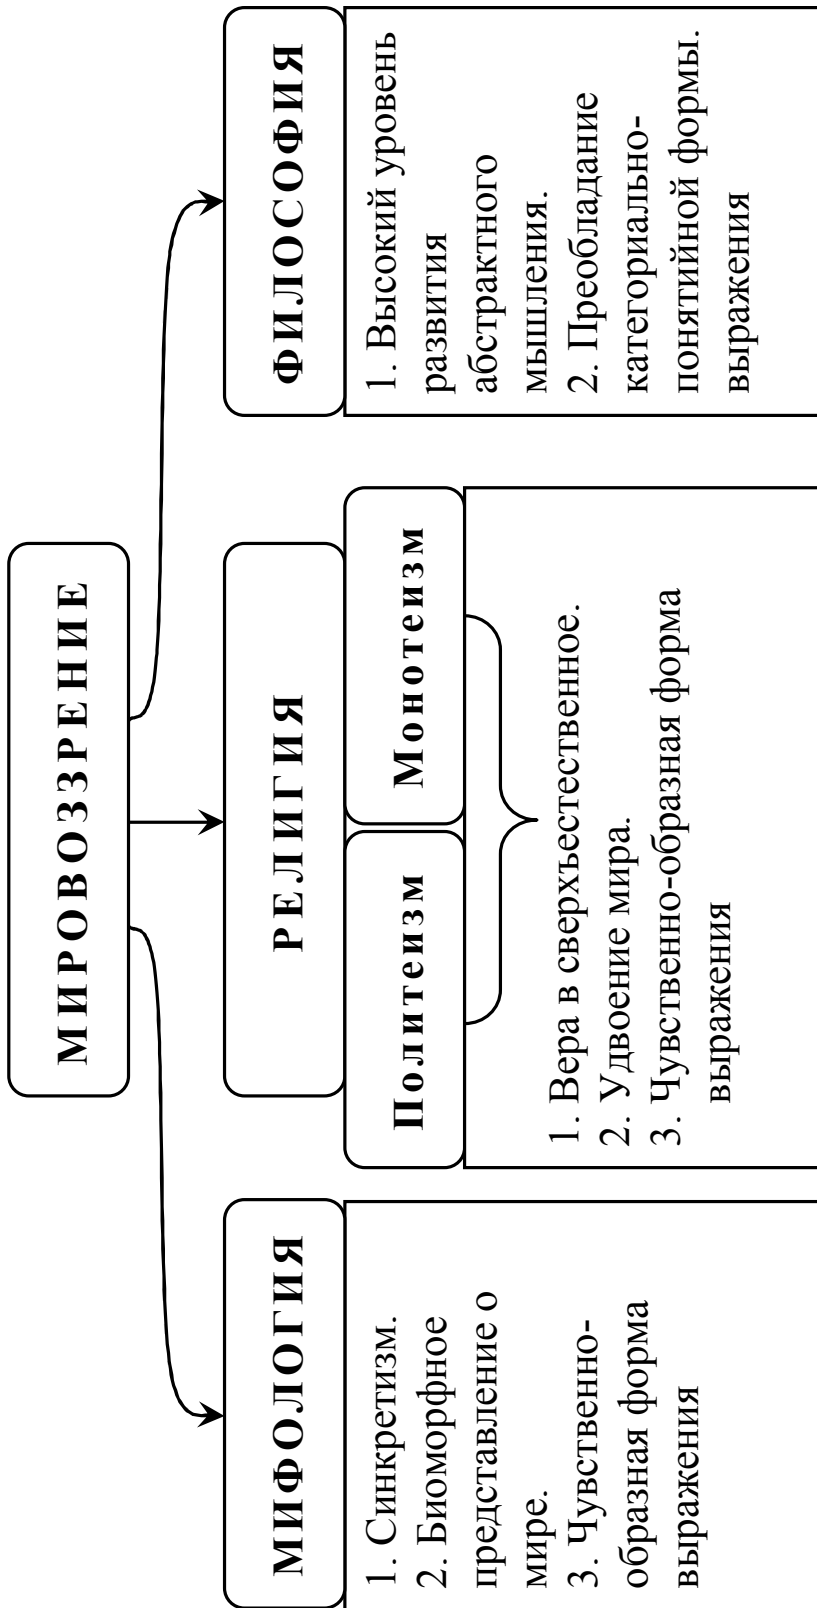 МИРОВОЗЗРЕНИЕ
МИФОЛОГИЯ
1. Синкретизм.
2. Биоморфное
представление о
мире.
3. Чувственно-
образная форма
выражения
РЕЛИГИЯ
Политеизм
Монотеизм
1. Вера в сверхъестественное.
2. Удвоение мира.
3. Чувственно-образная форма
выражения
ФИЛОСОФИЯ
1. Высокий уровень
развития
абстрактного
мышления.
2. Преобладание
категориально-
понятийной формы.
выражения